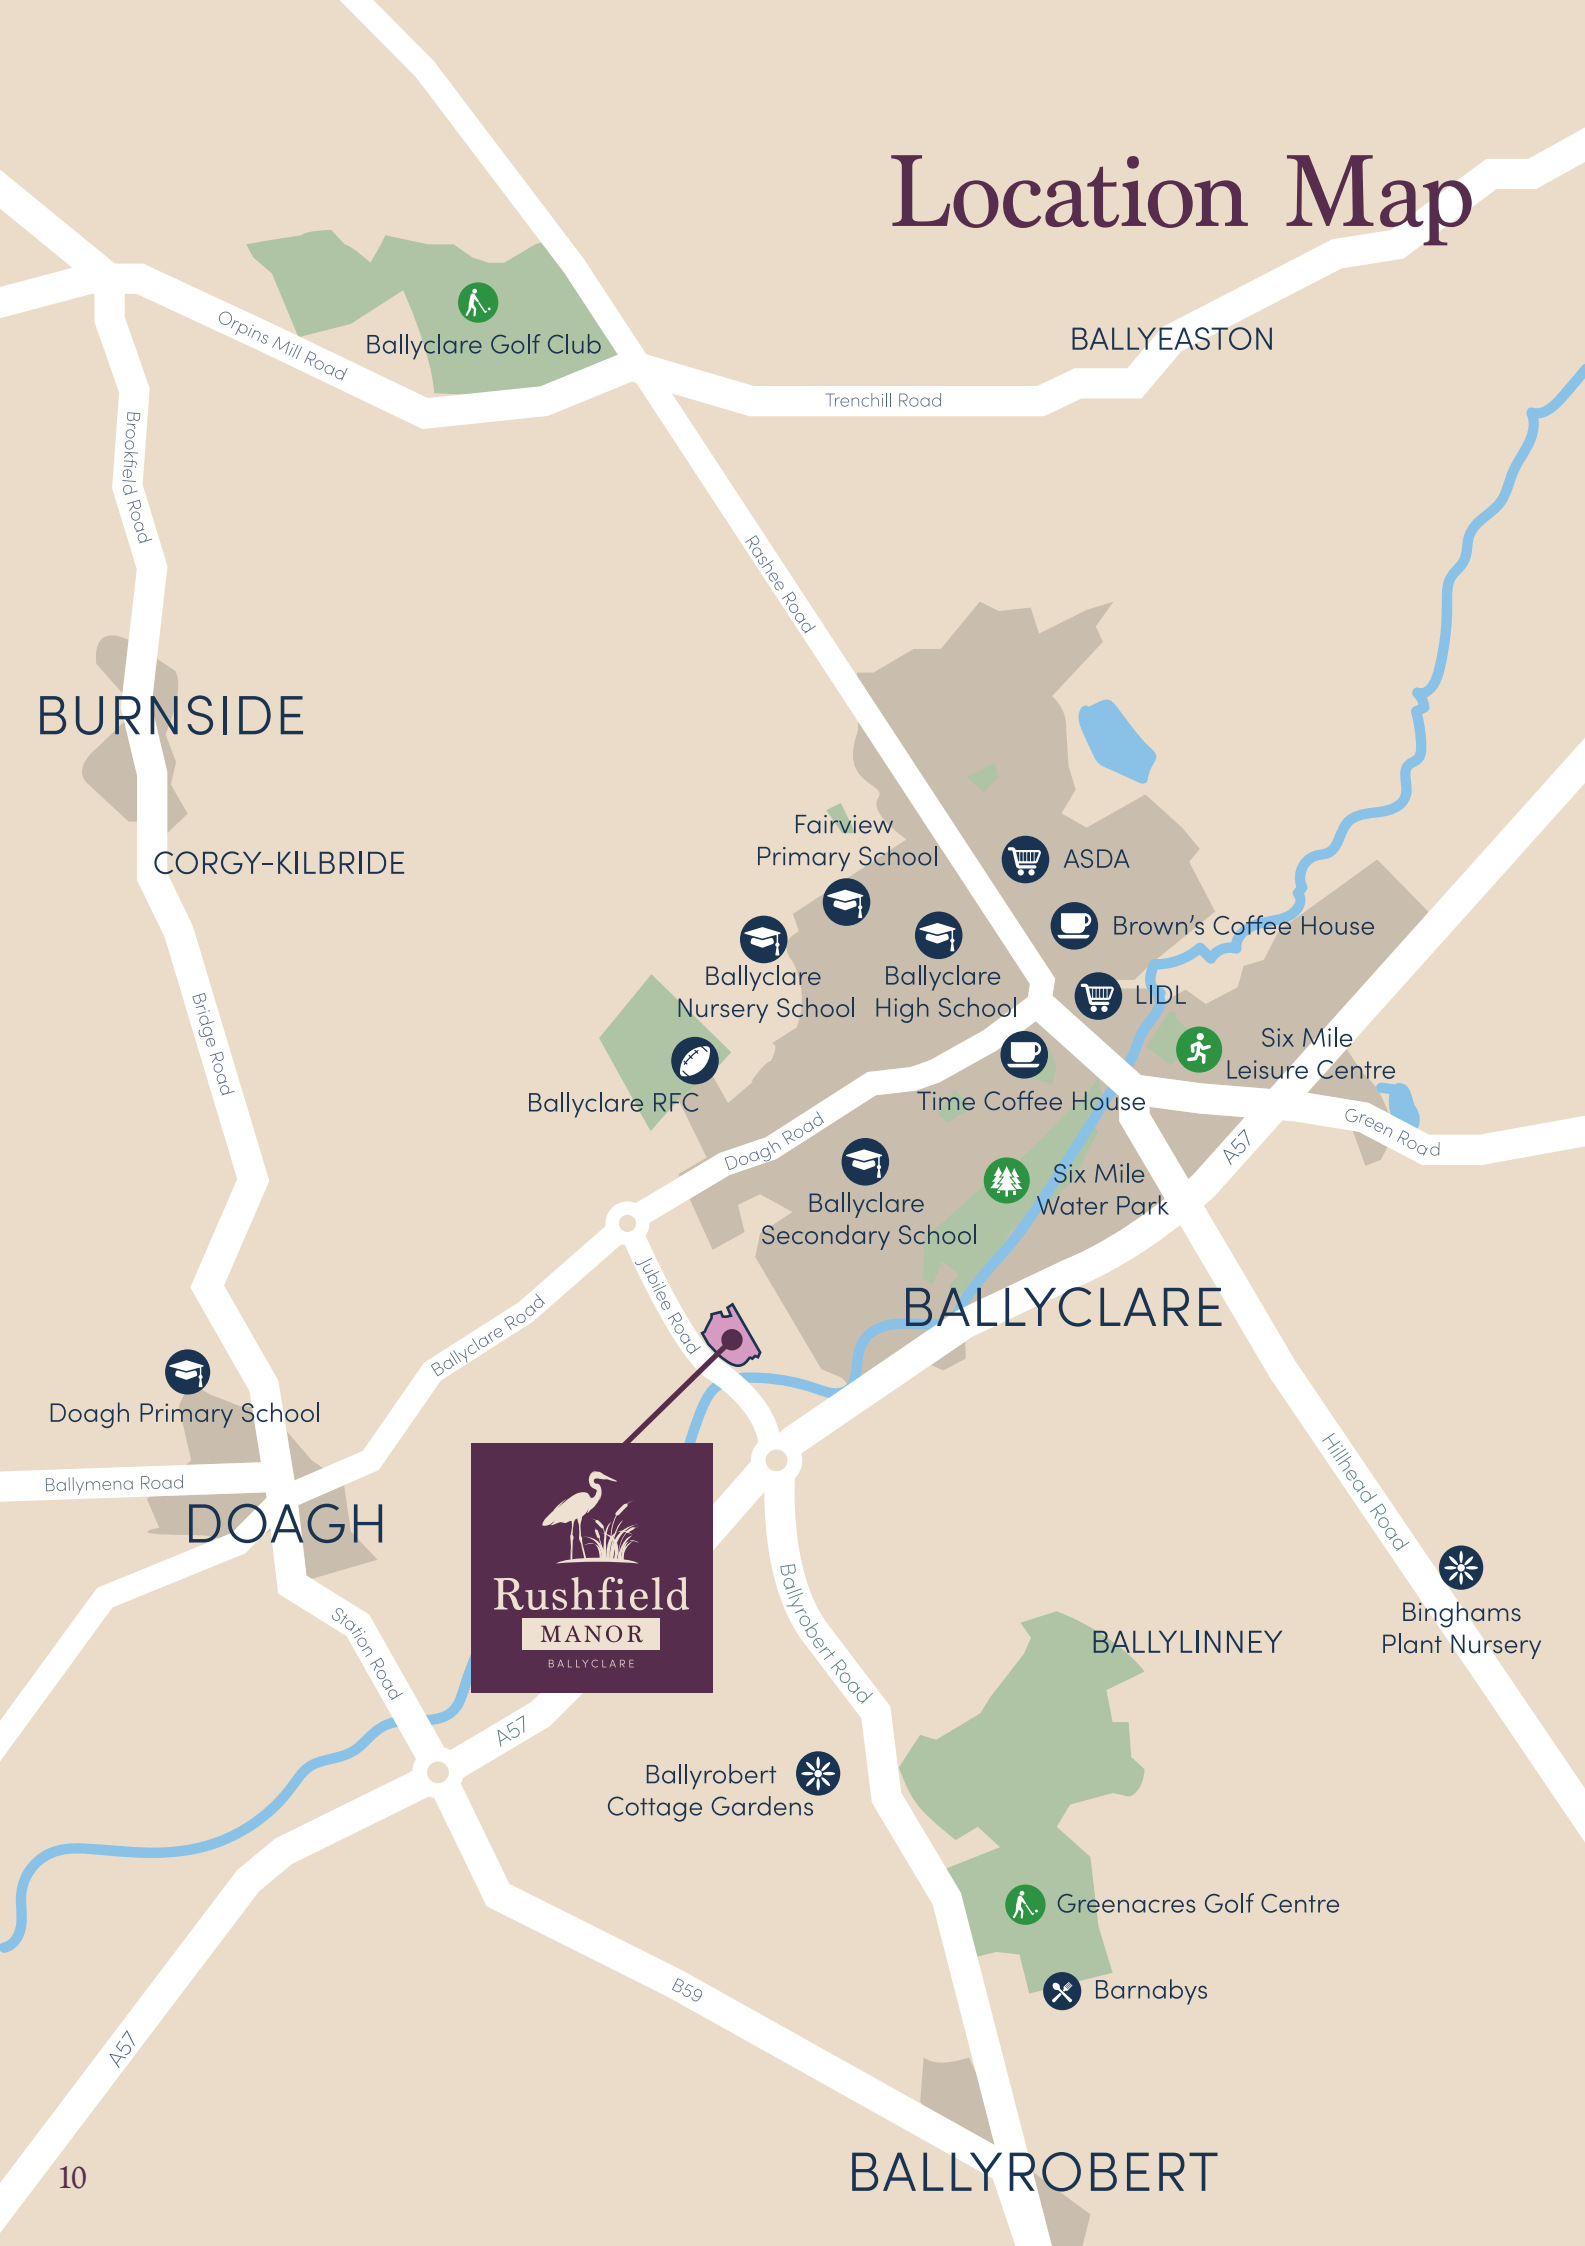 Location Map
Orpins Mill Road
Ballyclare Golf Club
BALLYEASTON
Trenchill Road
Brookfield Road
Rashee Road
BURNSIDE
Fairview
Primary School
ASDA
CORGY-KILBRIDE
Brown's Coffee House
Ballyclare
Nursery School
Ballyclare
High School
LIDL
Bridge Road
Six Mile
Leisure Centre
Ballyclare RFC
Time Coffee House
Doagh Road
Green Road
A57
Ballyclare
Secondary School
Six Mile
Water Park
Jubilee Road
BALLYCLARE
Ballyclare Road
Doagh Primary School
Ballymena Road
DOAGH
Hillhead Road
Rushfield
MANOR
BALLYCLARE
Ballyrobert Road
Station Road
Binghams
Plant Nursery
BALLYLINNEY
A57
Ballyrobert
Cottage Gardens
Greenacres Golf Centre
B59
Barnabys
A57
BALLYROBERT
10